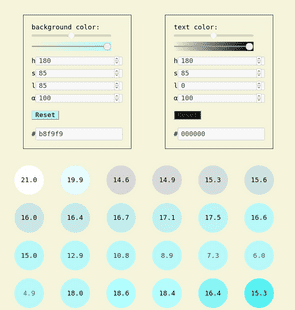 background color:
h 180
s 85
l 85
α 100
Reset
# b8f9f9
text color:
h 180
s 85
l 0
α 100
Reset
# 000000
21.0 19.9 14.6 14.9 15.3 15.6
16.0 16.4 16.7 17.1 17.5 16.6
15.0 12.9 10.8 8.9 7.3 6.0
4.9 18.0 18.6 18.4 16.4 15.3